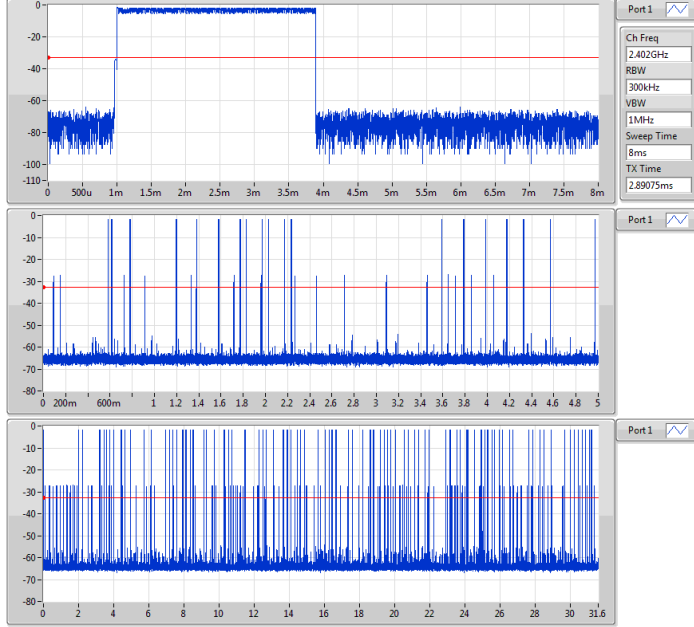 Port 1
0
-20
-40
-60
-80
-100
-110
0 500u 1m 1.5m 2m 2.5m 3m 3.5m 4m 4.5m 5m 5.5m 6m 6.5m 7m 7.5m 8m
Ch Freq
2.402GHz
RBW
300kHz
VBW
1MHz
Sweep Time
8ms
TX Time
2.89075ms
Port 1
0
-10
-20
-30
-40
-50
-60
-70
-80
0 200m 600m 1 1.2 1.4 1.6 1.8 2 2.2 2.4 2.6 2.8 3 3.2 3.4 3.6 3.8 4 4.2 4.4 4.6 4.8 5
Port 1
0
-10
-20
-30
-40
-50
-60
-70
-80
0 2 4 6 8 10 12 14 16 18 20 22 24 26 28 30 31.6